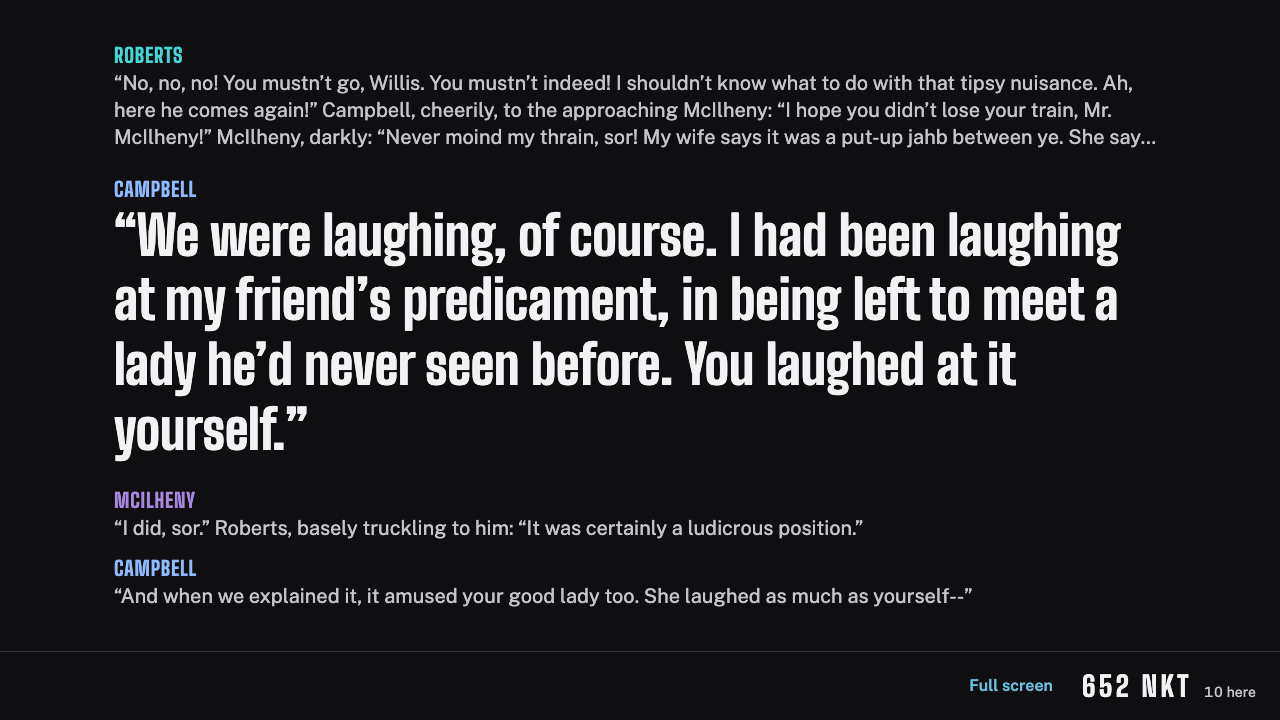 ROBERTS
“No, no, no! You mustn’t go, Willis. You mustn’t indeed! I shouldn’t know what to do with that tipsy nuisance. Ah,
here he comes again!” Campbell, cheerily, to the approaching McIlheny: “I hope you didn’t lose your train, Mr.
McIlheny!” McIlheny, darkly: “Never moind my thrain, sor! My wife says it was a put-up jahb between ye. She say…
CAMPBELL
“We were laughing, of course. I had been laughing
at my friend’s predicament, in being left to meet a
lady he’d never seen before. You laughed at it
yourself.”
MCILHENY
“I did, sor.” Roberts, basely truckling to him: “It was certainly a ludicrous position.”
CAMPBELL
“And when we explained it, it amused your good lady too. She laughed as much as yourself--”
Full screen 652 NKT 10 here